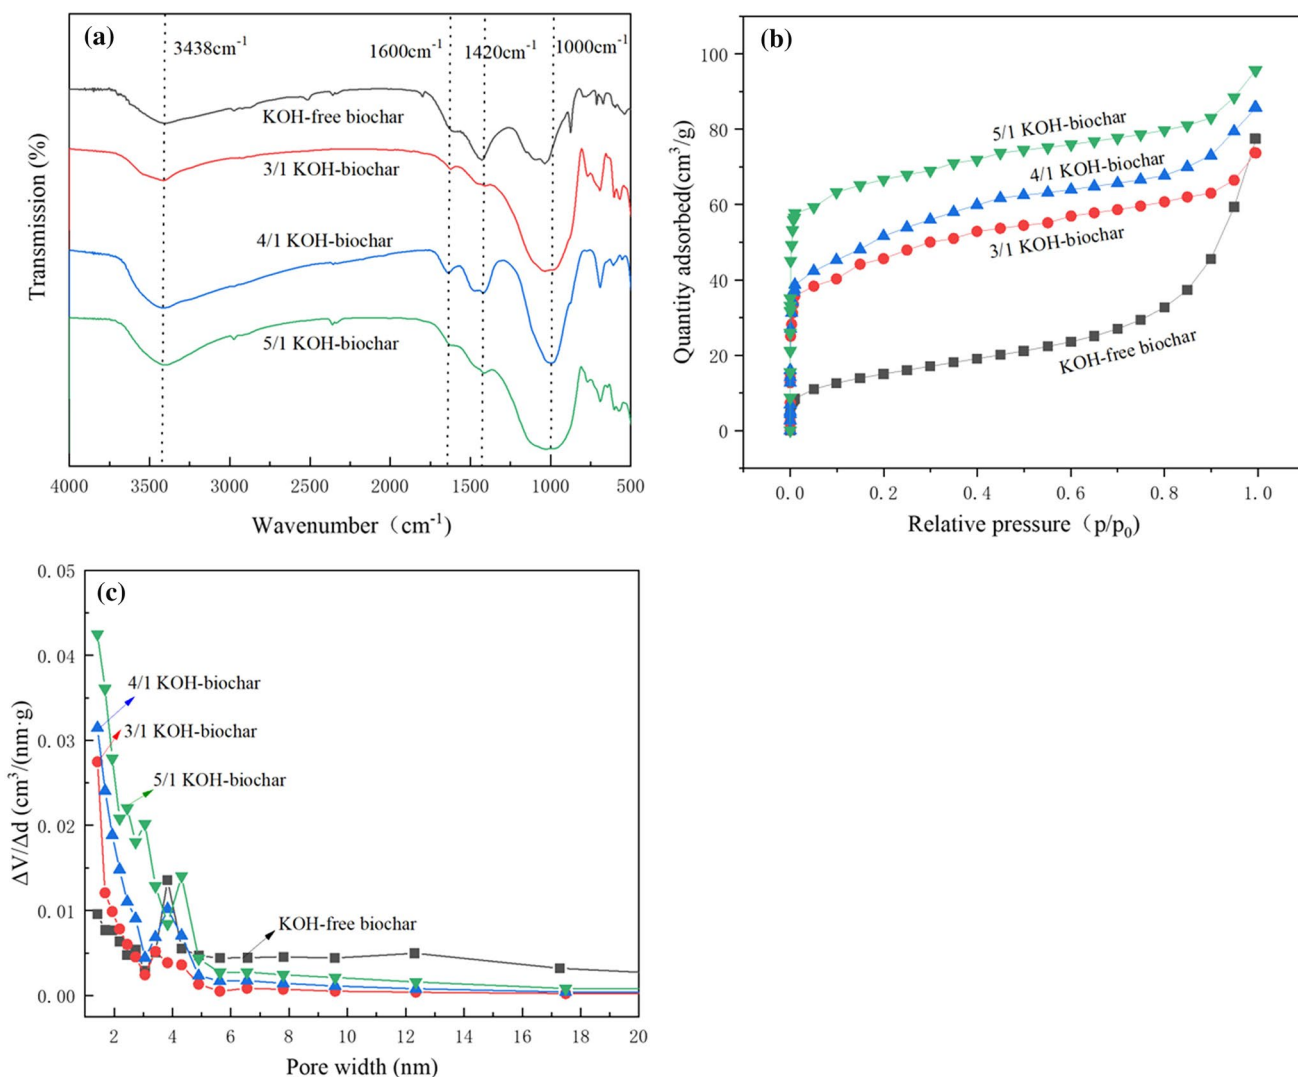 (a)
3438cm-1
1600cm-1
1420cm-1
1000cm-1
KOH-free biochar
3/1 KOH-biochar
4/1 KOH-biochar
5/1 KOH-biochar
Transmission (%)
4000 3500 3000 2500 2000 1500 1000 500
Wavenumber（cm-1)
(b)
100
80
60
40
20
0
5/1 KOH-biochar
4/1 KOH-biochar
3/1 KOH-biochar
KOH-free biochar
Quantity adsorbed(cm3/g)
0.0 0.2 0.4 0.6 0.8 1.0
Relative pressure（p/p0)
(c)
0.05
0.04
0.03
0.02
0.01
0.00
4/1 KOH-biochar
3/1 KOH-biochar
5/1 KOH-biochar
KOH-free biochar
ΔV/Δd (cm3/(nm·g)
2 4 6 8 10 12 14 16 18 20
Pore width (nm)